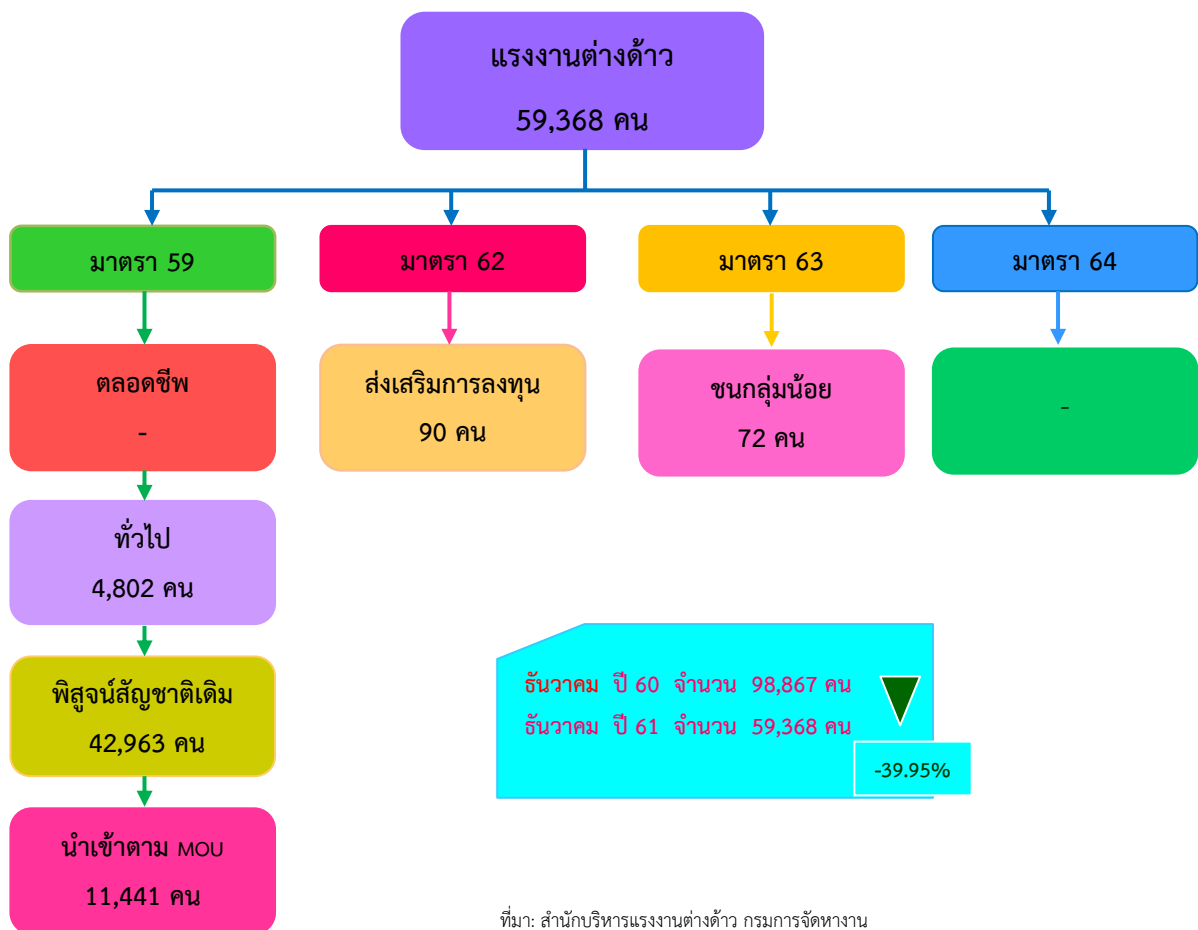 แรงงานต่างด้าว
59,368 คน
มาตรา 59
มาตรา 62
มาตรา 63
มาตรา 64
ตลอดชีพ
-
ส่งเสริมการลงทุน
90 คน
ชนกลุ่มน้อย
72 คน
-
ทั่วไป
4,802 คน
พิสูจน์สัญชาติเดิม
42,963 คน
นำเข้าตาม MOU
11,441 คน
ธันวาคม ปี 60 จำนวน 98,867 คน
ธันวาคม ปี 61 จำนวน 59,368 คน
-39.95%
ที่มา: สำนักบริหารแรงงานต่างด้าว กรมการจัดหางาน